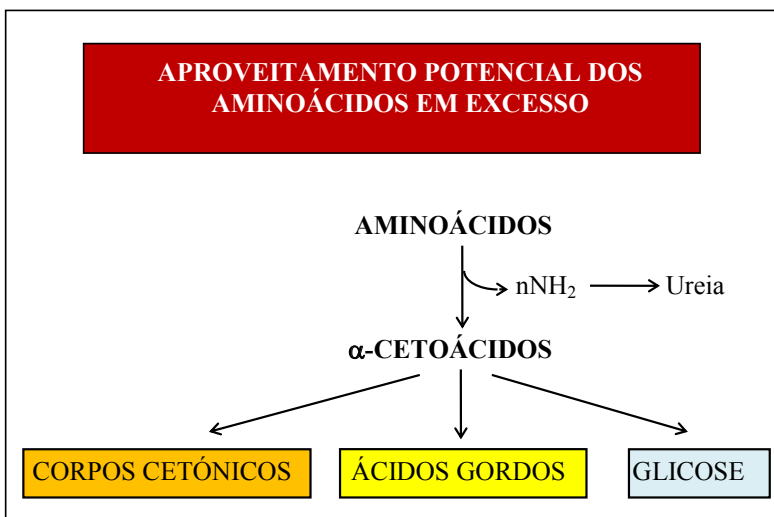 APROVEITAMENTO POTENCIAL DOS
AMINOÁCIDOS EM EXCESSO
AMINOÁCIDOS
nNH₂ Ureia
α-CETOÁCIDOS
CORPOS CETÓNICOS ÁCIDOS GORDOS GLICOSE